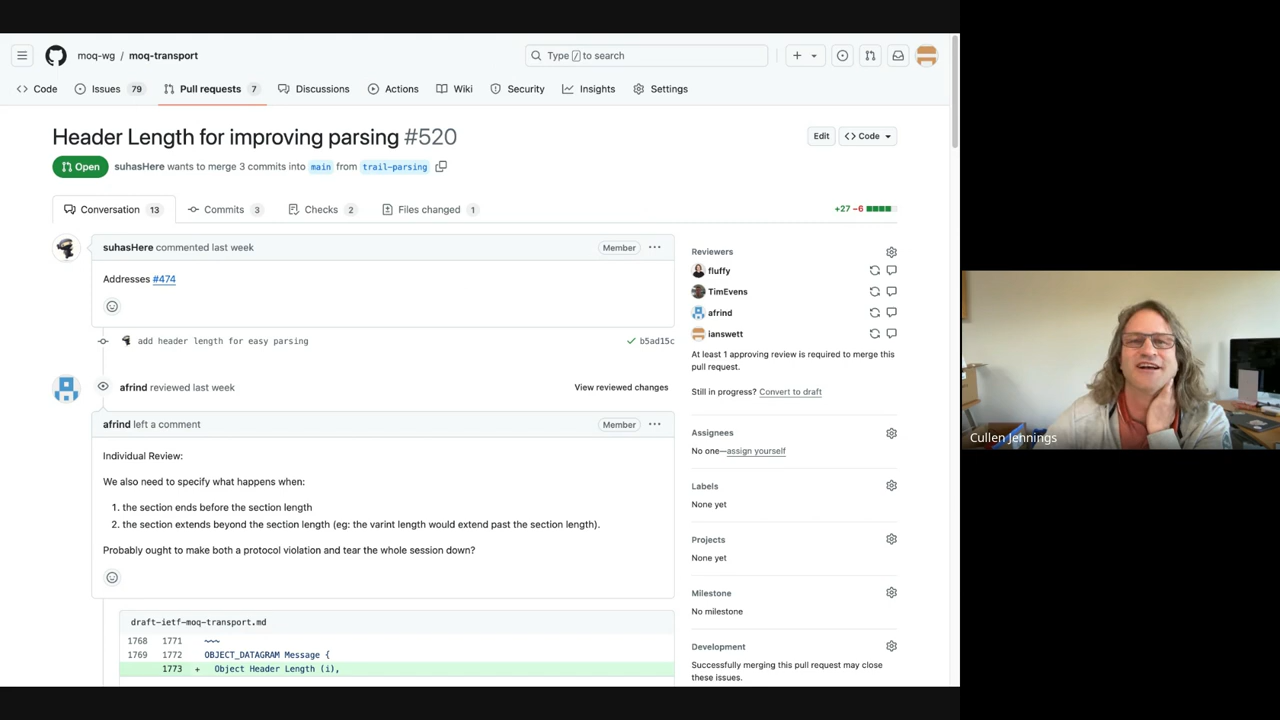 moq-wg / moq-transport
Type / to search
Code
Issues 79
Pull requests 7
Discussions
Actions
Wiki
Security
Insights
Settings
Header Length for improving parsing #520
Edit
<> Code
Open
suhasHere wants to merge 3 commits into main from trail-parsing
Conversation 13
Commits 3
Checks 2
Files changed 1
+27 −6
suhasHere commented last week
Member
Addresses #474
add header length for easy parsing
b5ad15c
afrind reviewed last week
View reviewed changes
afrind left a comment
Member
Individual Review:
We also need to specify what happens when:
1. the section ends before the section length
2. the section extends beyond the section length (eg: the varint length would extend past the section length).
Probably ought to make both a protocol violation and tear the whole session down?
draft-ietf-moq-transport.md
1768 1771 ~~~
1769 1772 OBJECT_DATAGRAM Message {
1773 + Object Header Length (i),
Reviewers
fluffy
TimEvens
afrind
ianswett
At least 1 approving review is required to merge this
pull request.
Still in progress? Convert to draft
Assignees
No one—assign yourself
Labels
None yet
Projects
None yet
Milestone
No milestone
Development
Successfully merging this pull request may close
these issues.
Cullen Jennings